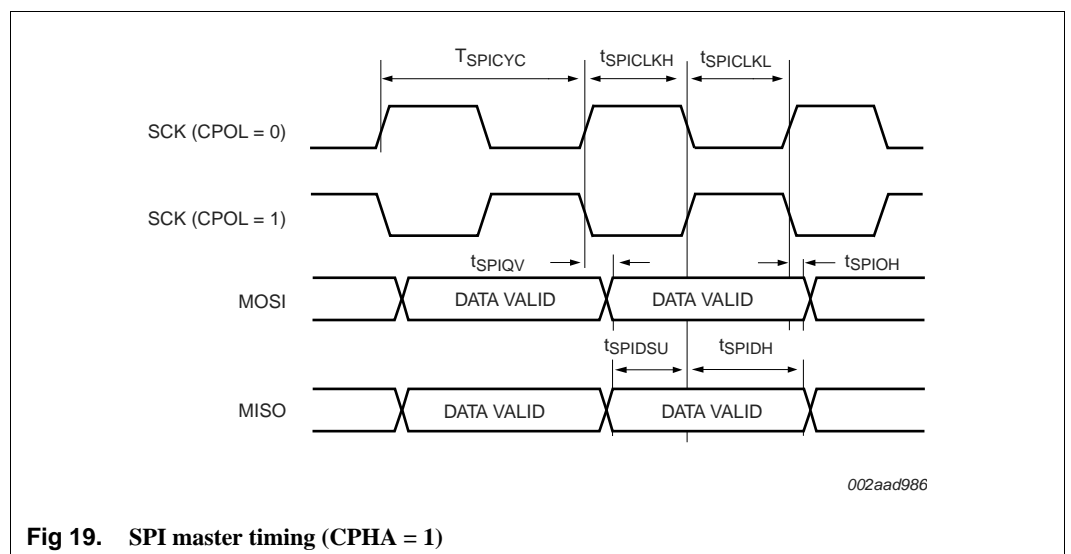 TSPICYC tSPICLKH tSPICLKL
SCK (CPOL = 0)
SCK (CPOL = 1)
tSPIQV tSPIOH
MOSI DATA VALID DATA VALID
tSPIDSU tSPIDH
MISO DATA VALID DATA VALID
002aad986
Fig 19. SPI master timing (CPHA = 1)